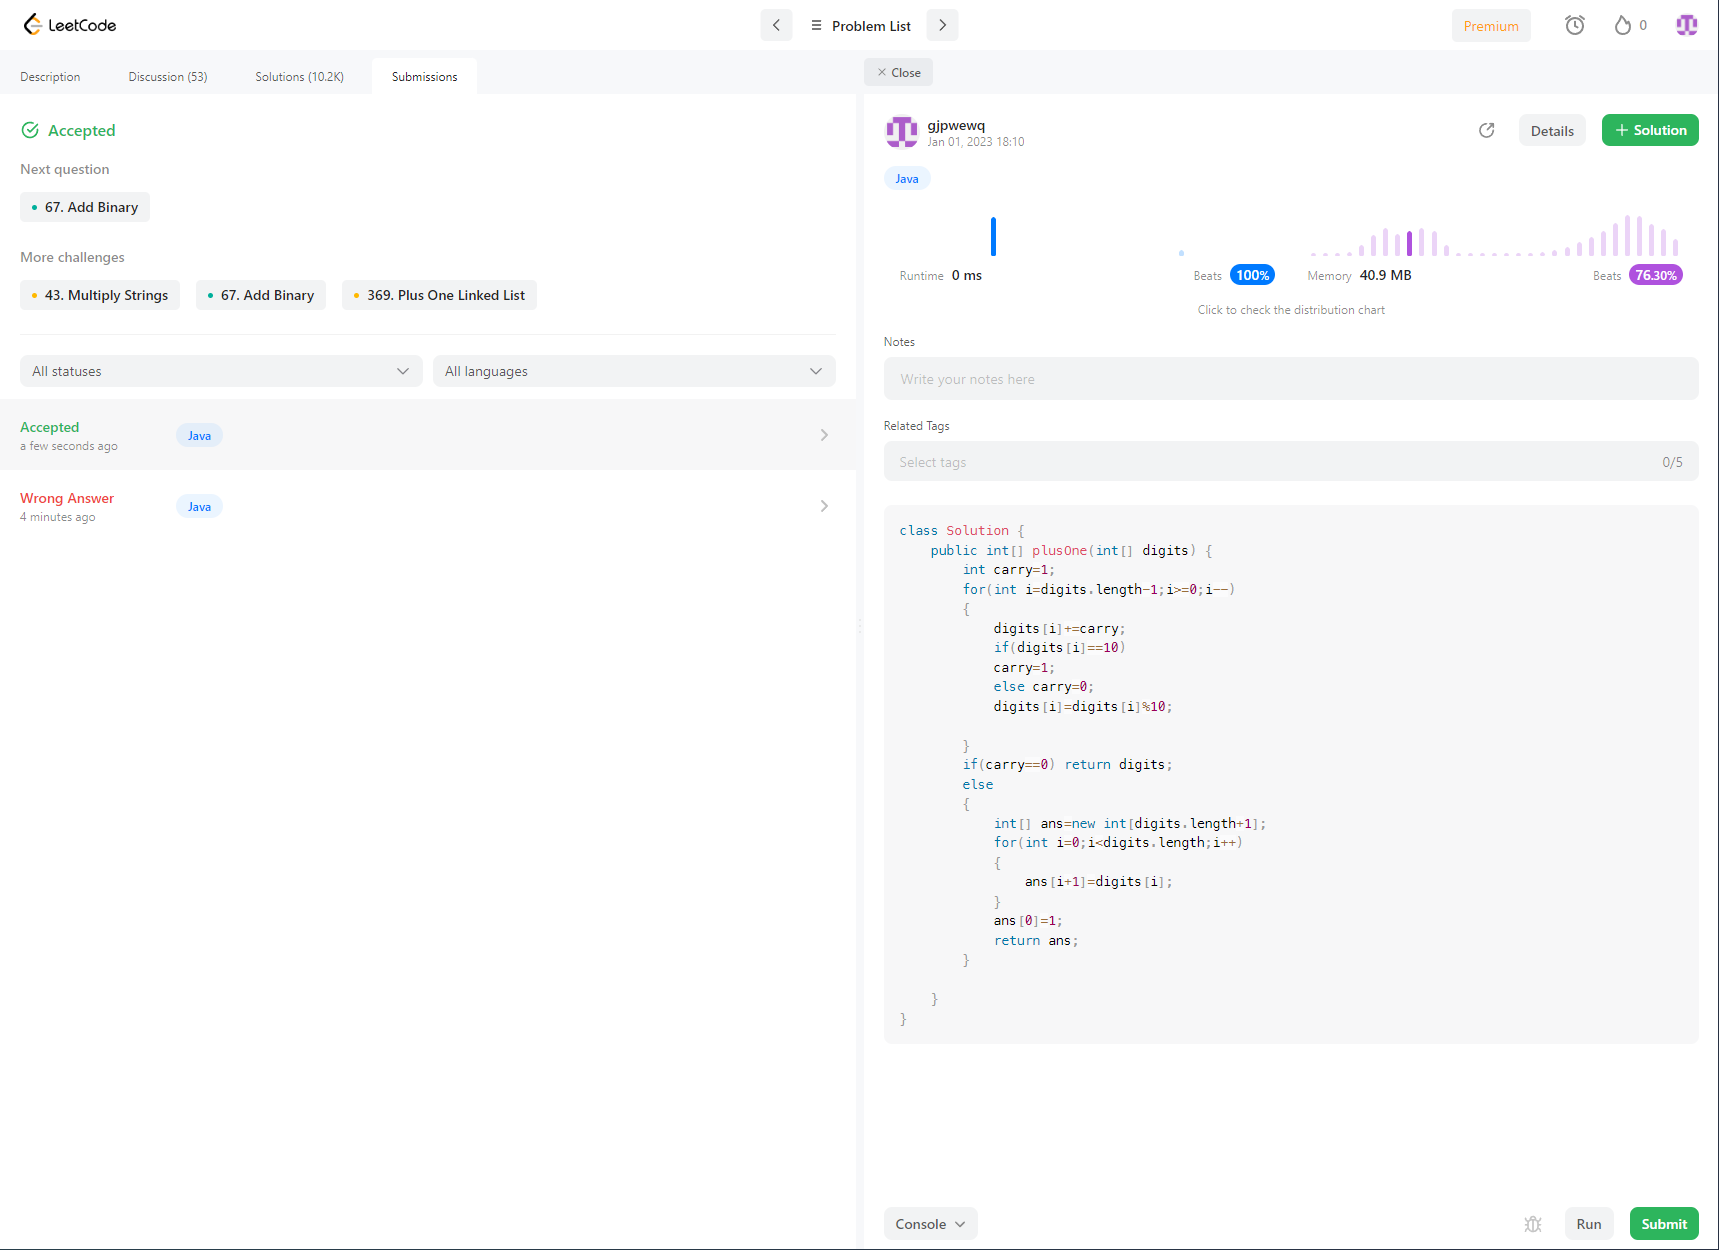 LeetCode
Problem List
Premium
0
Description
Discussion (53)
Solutions (10.2K)
Submissions
Accepted
Next question
67. Add Binary
More challenges
43. Multiply Strings
67. Add Binary
369. Plus One Linked List
All statuses
All languages
Accepted
a few seconds ago
Java
Wrong Answer
4 minutes ago
Java
Close
gjpwewq
Jan 01, 2023 18:10
Details
+ Solution
Java
Runtime 0 ms
Beats 100%
Memory 40.9 MB
Beats 76.30%
Click to check the distribution chart
Notes
Write your notes here
Related Tags
Select tags
0/5
class Solution {
    public int[] plusOne(int[] digits) {
        int carry=1;
        for(int i=digits.length-1;i>=0;i--)
        {
            digits[i]+=carry;
            if(digits[i]==10)
            carry=1;
            else carry=0;
            digits[i]=digits[i]%10;
        }
        if(carry==0) return digits;
        else
        {
            int[] ans=new int[digits.length+1];
            for(int i=0;i<digits.length;i++)
            {
                ans[i+1]=digits[i];
            }
            ans[0]=1;
            return ans;
        }
    }
}
Console
Run
Submit